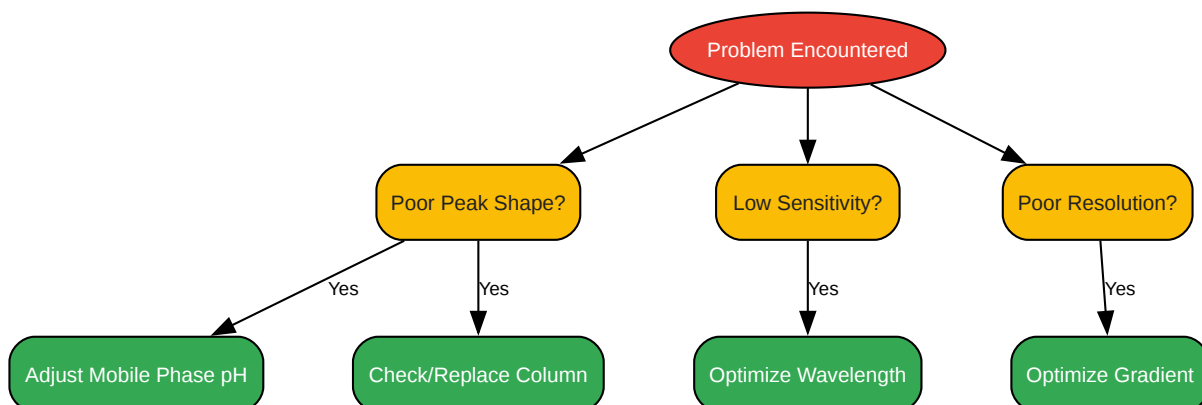 Problem Encountered
Poor Peak Shape?
Low Sensitivity?
Poor Resolution?
Yes
Yes
Yes
Yes
Adjust Mobile Phase pH
Check/Replace Column
Optimize Wavelength
Optimize Gradient